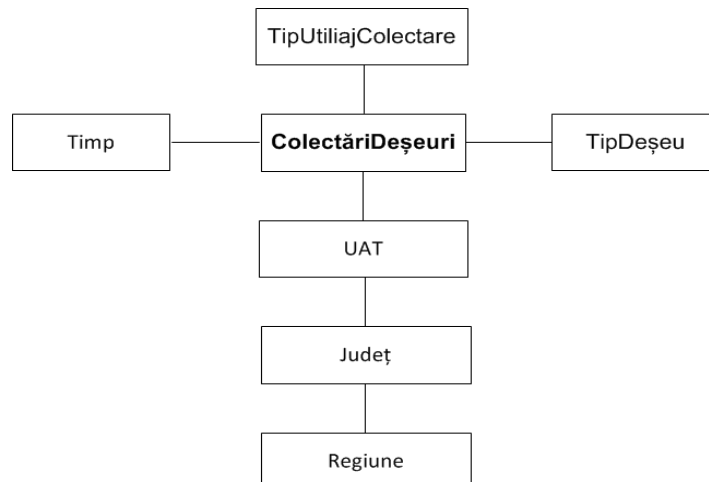 TipUtiliajColectare
Timp
ColectăriDeșeuri
TipDeșeu
UAT
Județ
Regiune